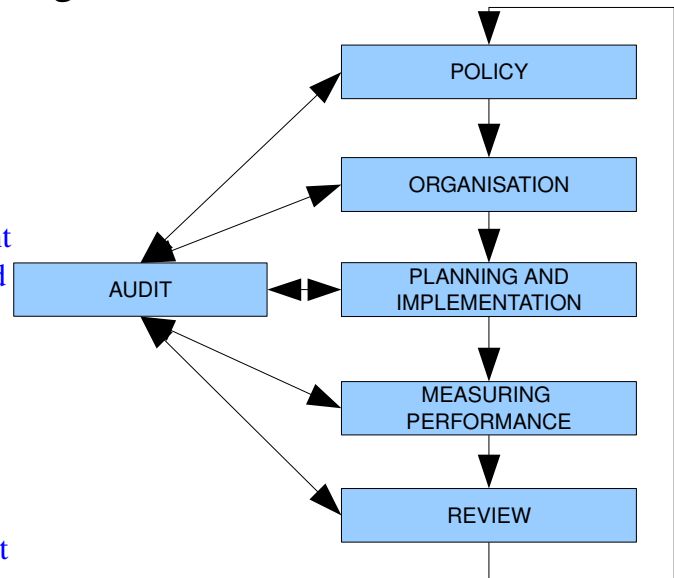 POLICY
ORGANISATION
AUDIT
PLANNING AND
IMPLEMENTATION
MEASURING
PERFORMANCE
REVIEW